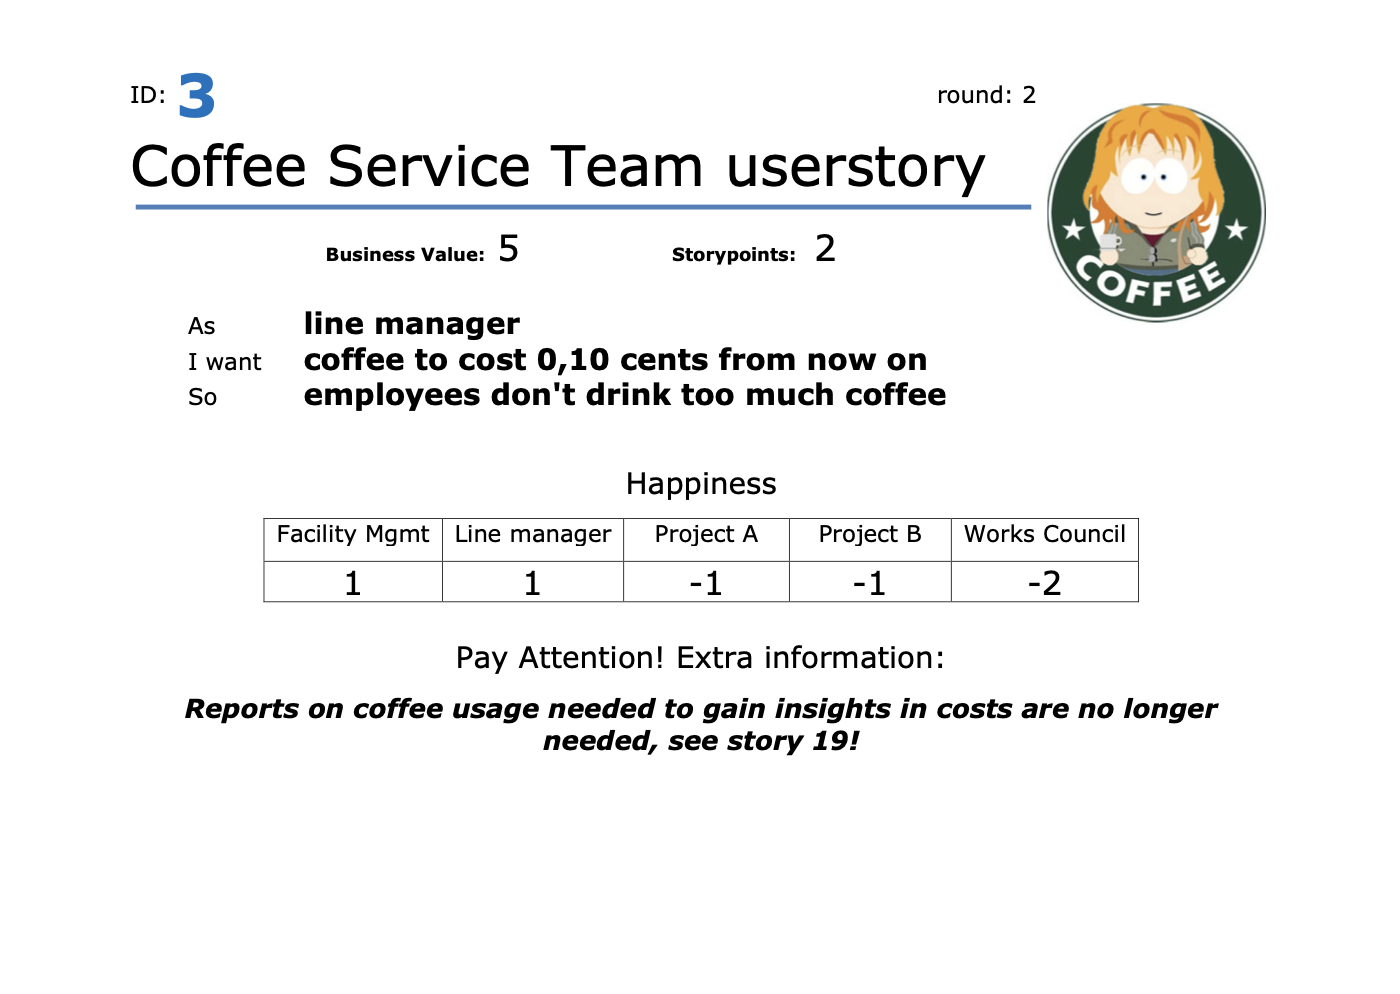 ID: 3
round: 2
Coffee Service Team userstory
Business Value: 5 Storypoints: 2
As line manager
I want coffee to cost 0,10 cents from now on
So employees don't drink too much coffee
COFFEE
Happiness
Facility Mgmt Line manager Project A Project B Works Council
1 1 -1 -1 -2
Pay Attention! Extra information:
Reports on coffee usage needed to gain insights in costs are no longer
needed, see story 19!